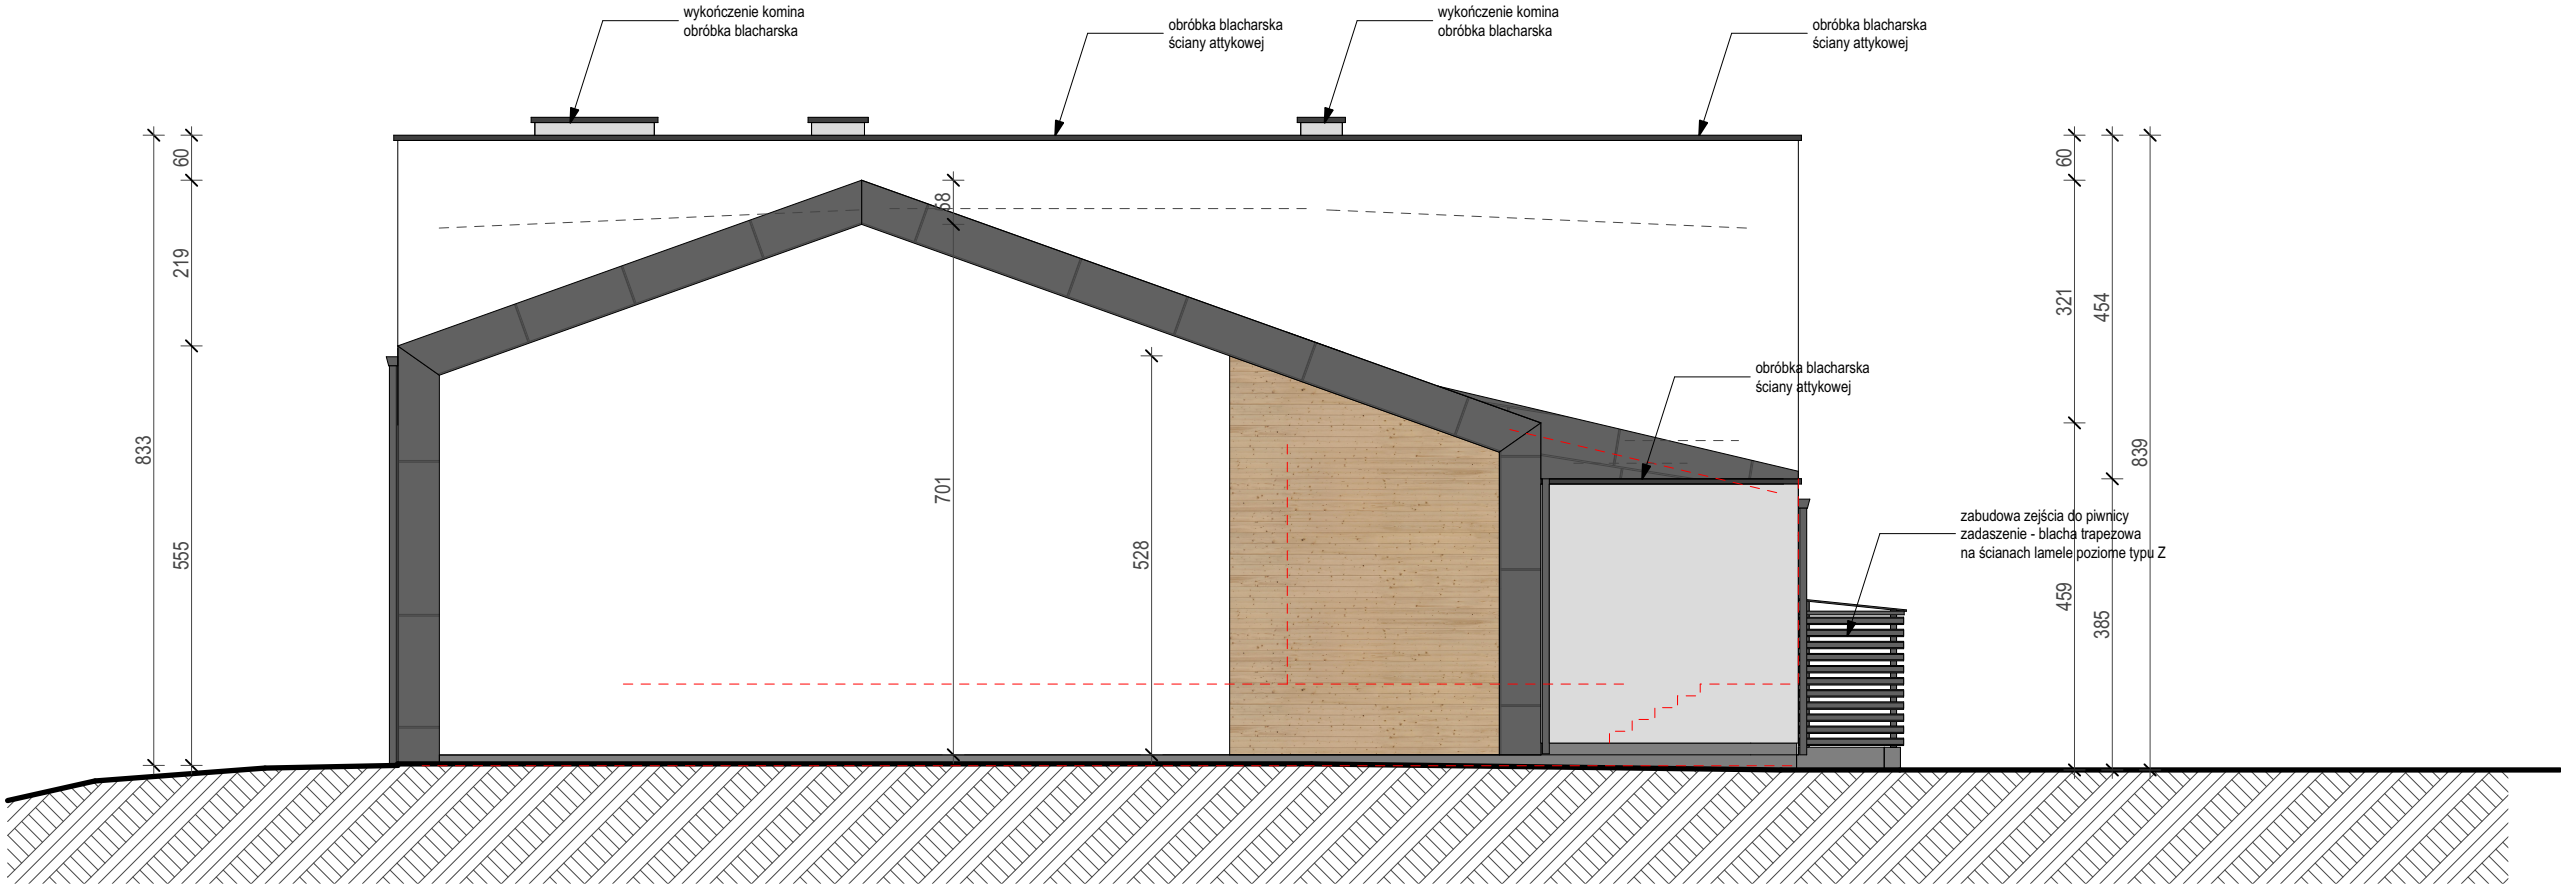 wykończenie komina
obróbka blacharska
obróbka blacharska
ściany attykowej
wykończenie komina
obróbka blacharska
obróbka blacharska
ściany attykowej
60
219
555
833
701
528
obróbka blacharska
ściany attykowej
zabudowa zejścia do piwnicy
zadaszenie - blacha trapezowa
na ścianach lamele poziome typu Z
60
321
459
454
385
839